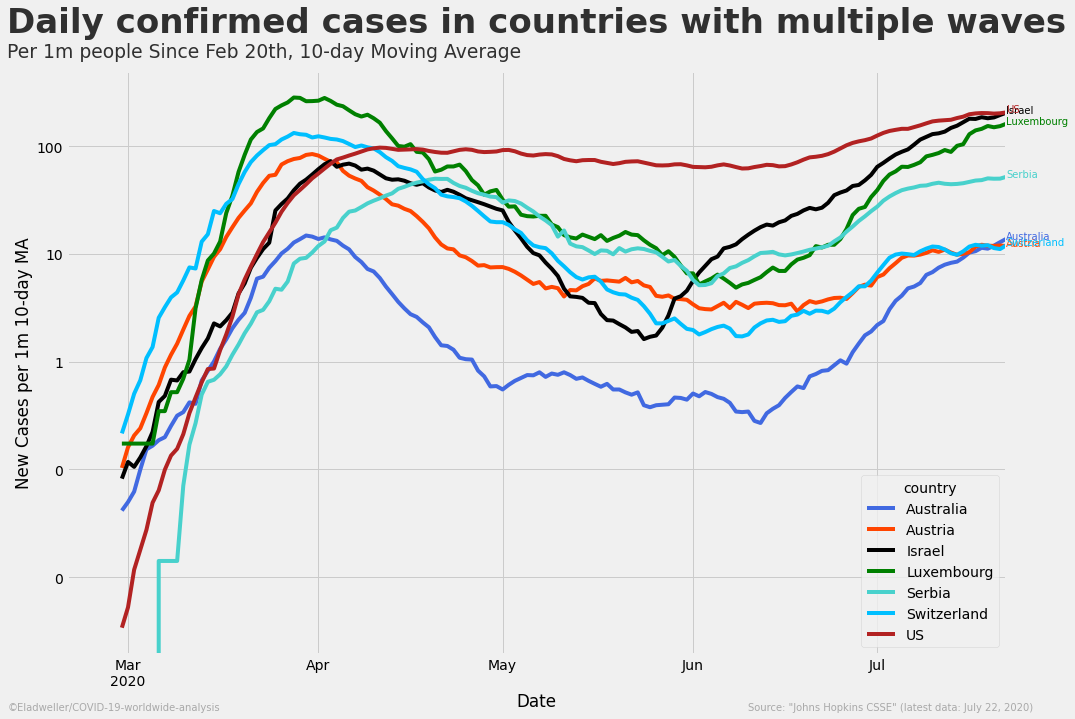 Daily confirmed cases in countries with multiple waves
Per 1m people Since Feb 20th, 10-day Moving Average
New Cases per 1m 10-day MA
100
10
1
0
0
US
Israel
Luxembourg
Serbia
Australia
Switzerland
Austria
country
Australia
Austria
Israel
Luxembourg
Serbia
Switzerland
US
Mar Apr May Jun Jul
2020
Date
©Eladweller/COVID-19-worldwide-analysis
Source: "Johns Hopkins CSSE" (latest data: July 22, 2020)